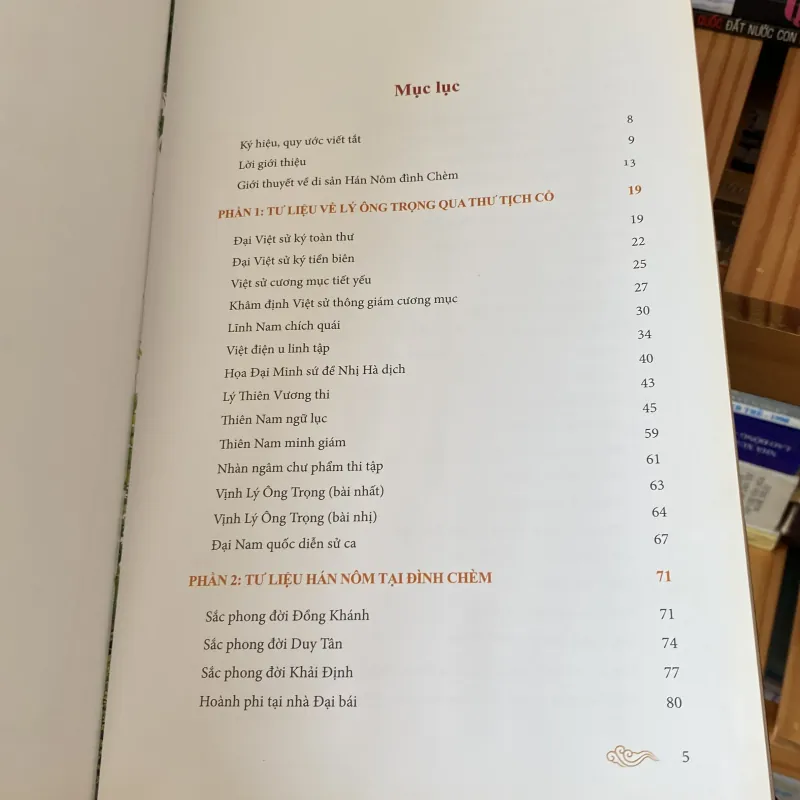 QUỐC ĐẤT NƯỚC CON
Mục lục
Ký hiệu, quy ước viết tắt 8
Lời giới thiệu 9
Giới thuyết về di sản Hán Nôm đình Chèm 13
PHẦN 1: TƯ LIỆU VỀ LÝ ÔNG TRỌNG QUA THƯ TỊCH CỔ 19
Đại Việt sử ký toàn thư 19
Đại Việt sử ký tiền biên 22
Việt sử cương mục tiết yếu 25
Khâm định Việt sử thông giám cương mục 27
Lĩnh Nam chích quái 30
Việt điện u linh tập 34
Họa Đại Minh sứ đề Nhị Hà dịch 40
Lý Thiên Vương thi 43
Thiên Nam ngữ lục 45
Thiên Nam minh giám 59
Nhàn ngâm chư phẩm thi tập 61
Vịnh Lý Ông Trọng (bài nhất) 63
Vịnh Lý Ông Trọng (bài nhị) 64
Đại Nam quốc diễn sử ca 67
PHẦN 2: TƯ LIỆU HÁN NÔM TẠI ĐÌNH CHÈM 71
Sắc phong đời Đồng Khánh 71
Sắc phong đời Duy Tân 74
Sắc phong đời Khải Định 77
Hoành phi tại nhà Đại bái 80
5